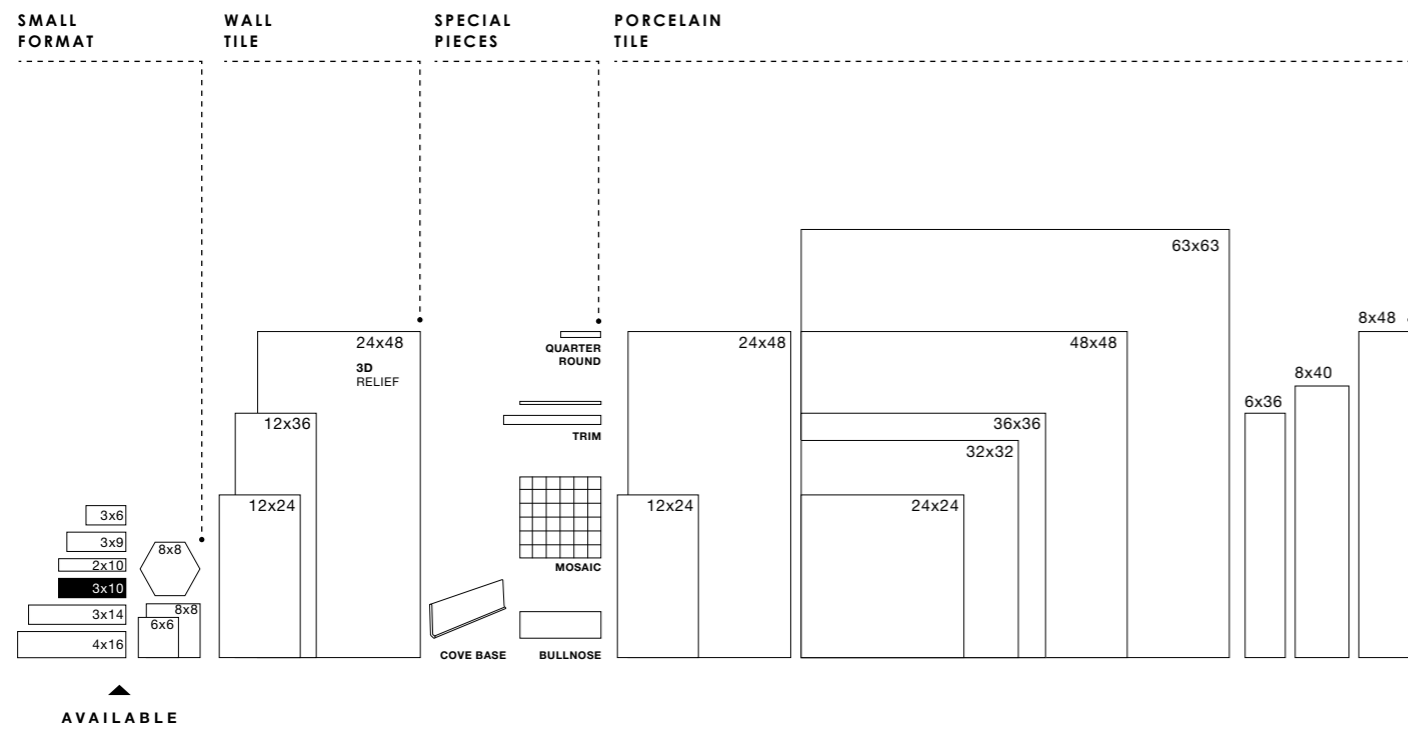 SMALL
FORMAT
WALL
TILE
SPECIAL
PIECES
PORCELAIN
TILE
3x6
3x9
2x10
3x10
3x14
4x16
8x8
8x8
6x6
AVAILABLE
24x48
3D
RELIEF
12x36
12x24
QUARTER
ROUND
TRIM
MOSAIC
COVE BASE
BULLNOSE
24x48
12x24
63x63
48x48
36x36
32x32
24x24
6x36
8x40
8x48